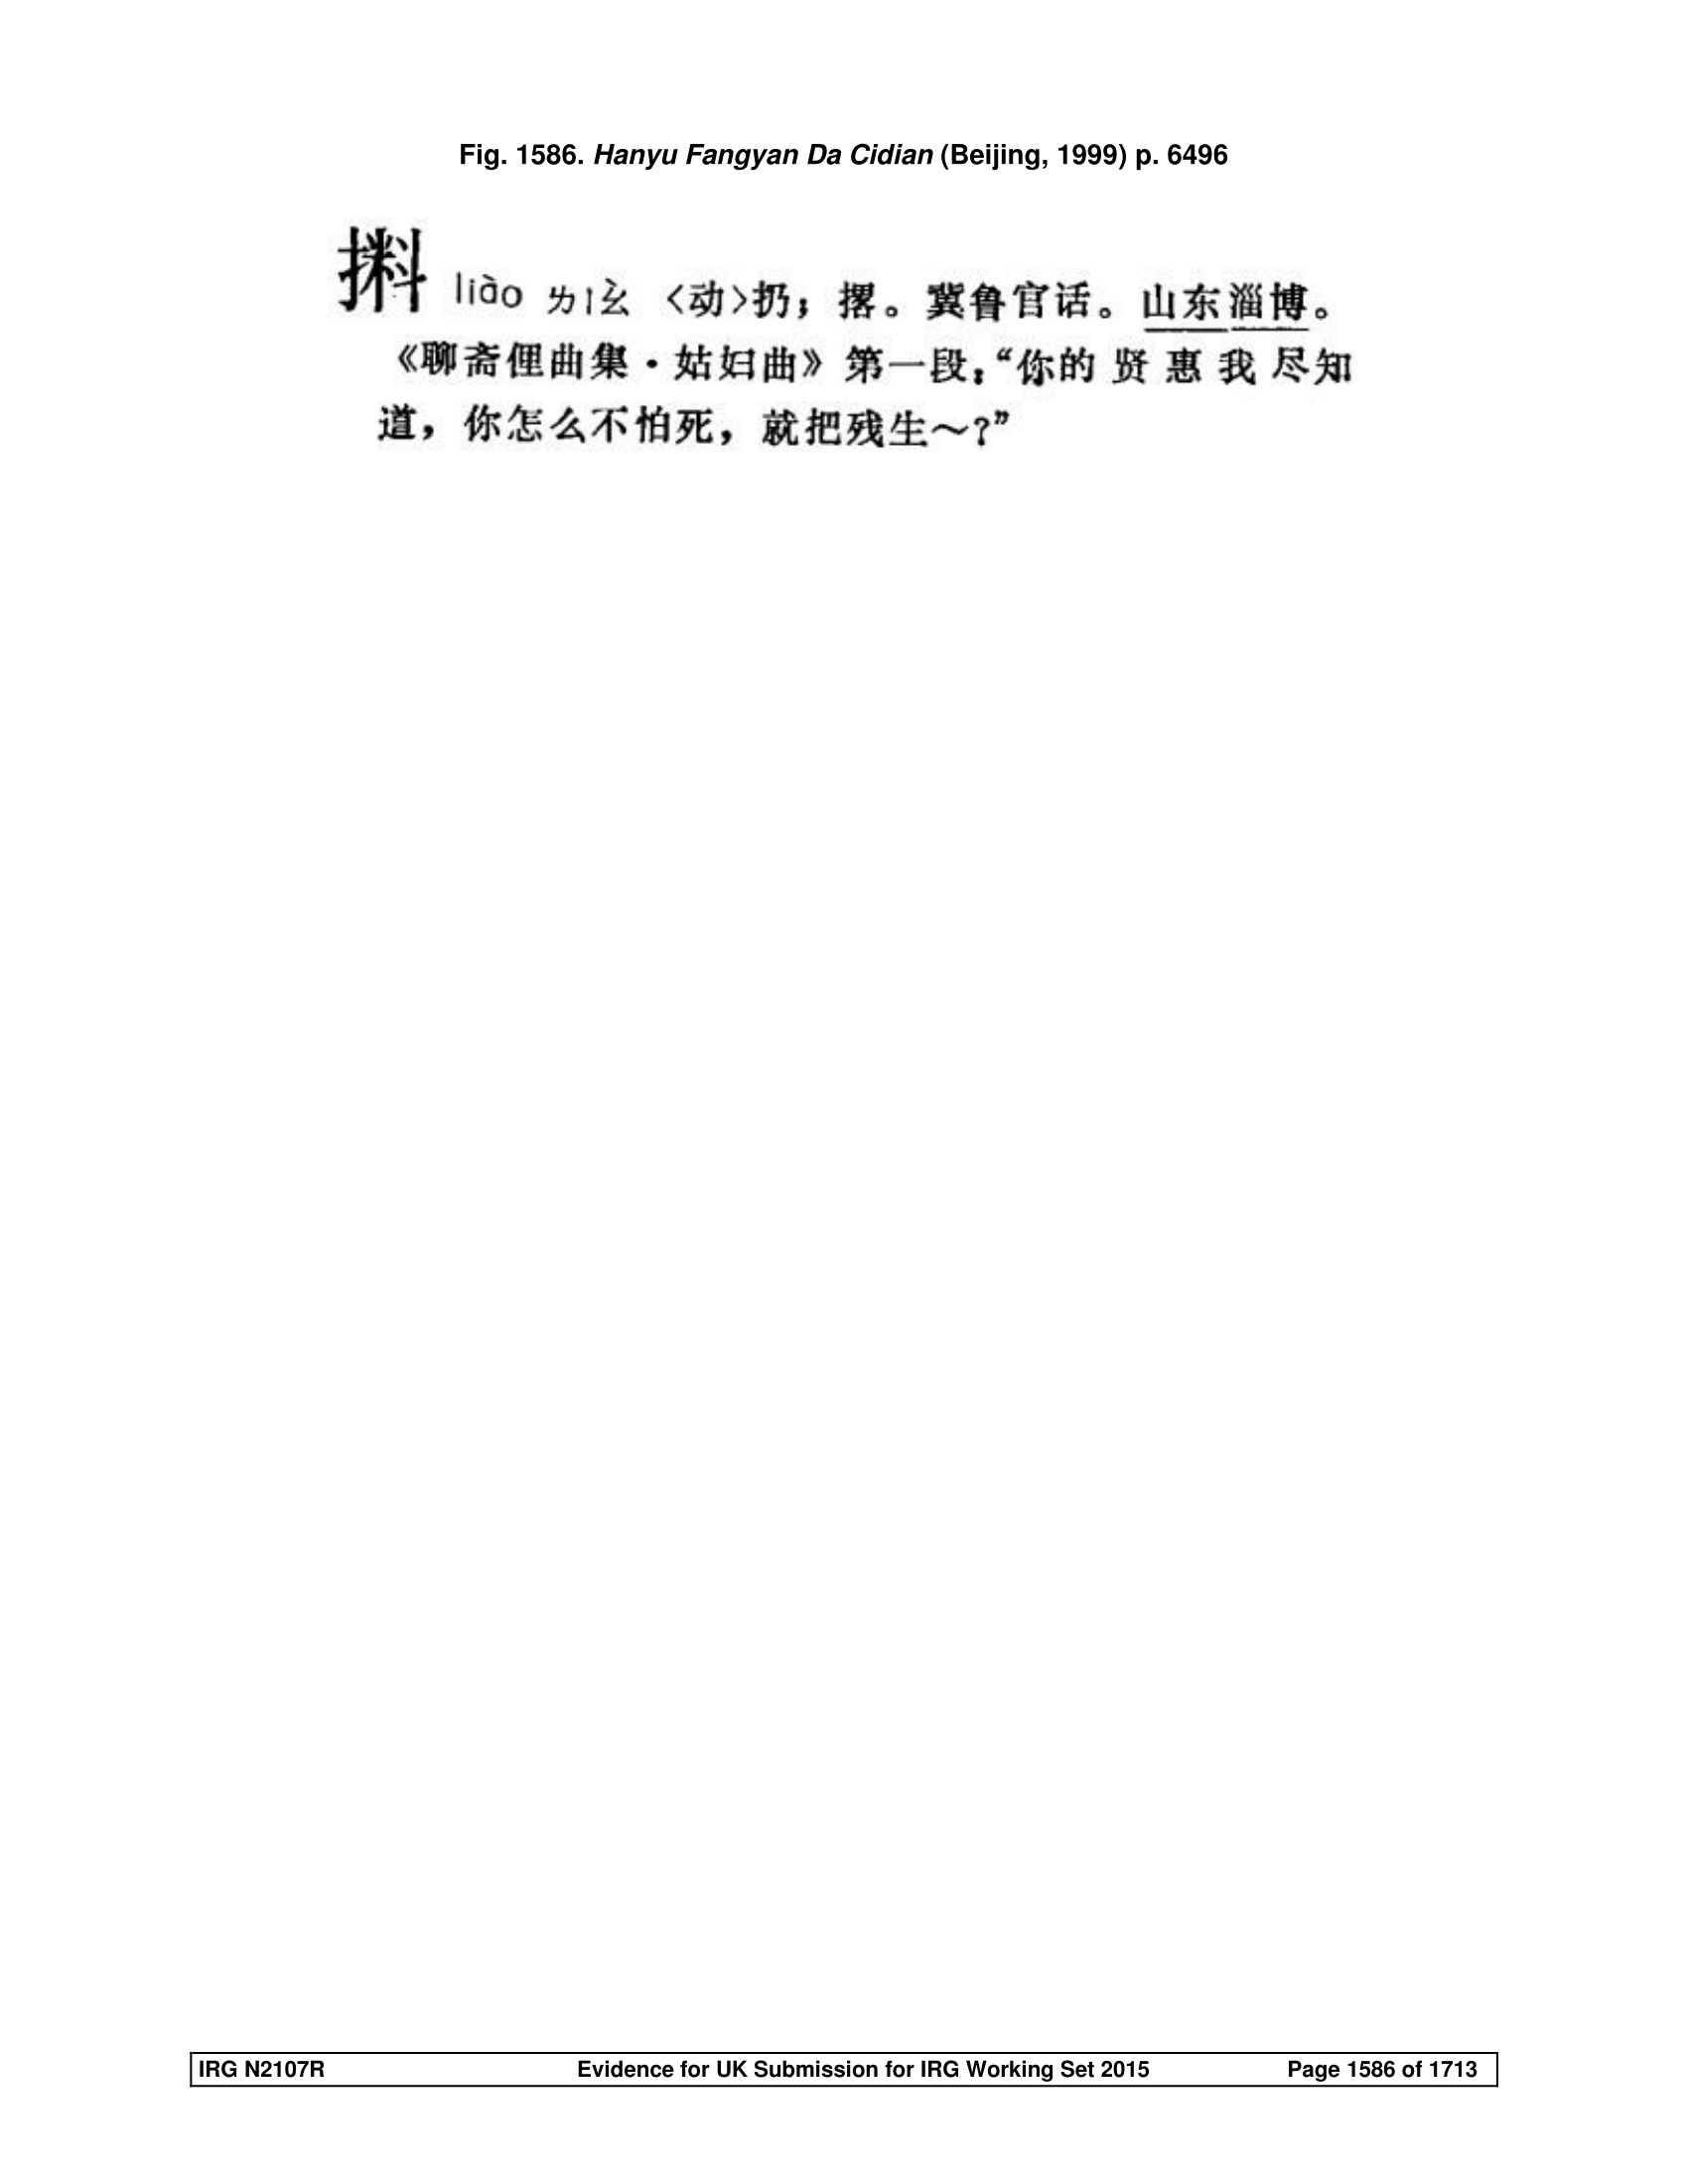 Fig. 1586. Hanyu Fangyan Da Cidian (Beijing, 1999) p. 6496
⿰扌料 liào ㄌㄧㄠˋ 〈动〉扔；撂。冀鲁官话。山东淄博。
《聊斋俚曲集·姑妇曲》第一段：“你的贤惠我尽知
道，你怎么不怕死，就把残生～？”
IRG N2107R Evidence for UK Submission for IRG Working Set 2015 Page 1586 of 1713